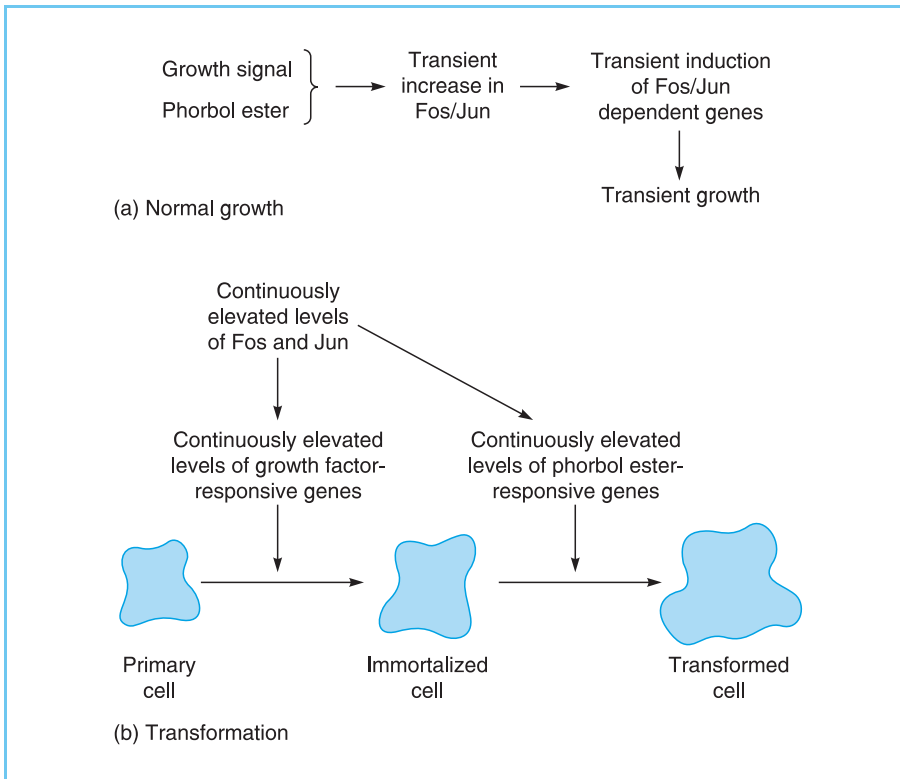 Growth signal
Phorbol ester
Transient
increase in
Fos/Jun
Transient induction
of Fos/Jun
dependent genes
Transient growth
(a) Normal growth
Continuously
elevated levels
of Fos and Jun
Continuously elevated
levels of growth factor-
responsive genes
Continuously elevated
levels of phorbol ester-
responsive genes
Primary
cell
Immortalized
cell
Transformed
cell
(b) Transformation